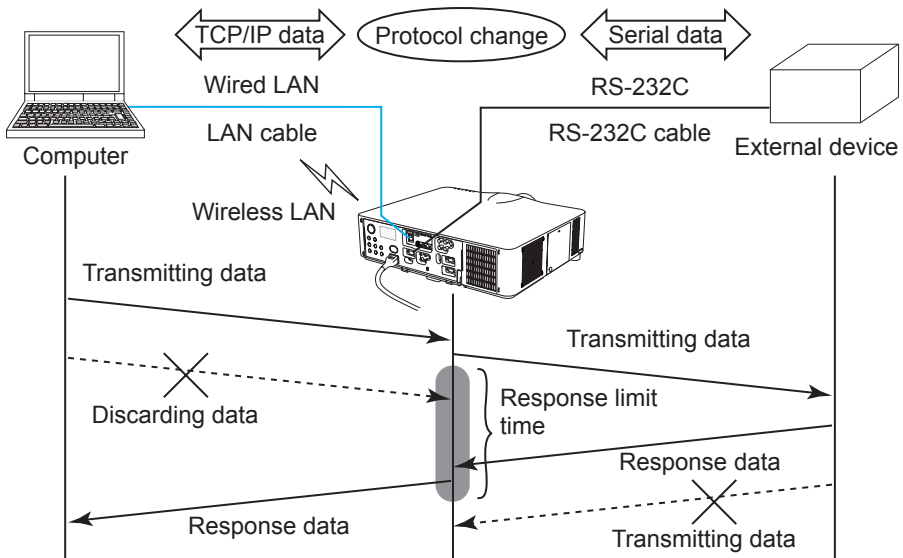 TCP/IP data
Protocol change
Serial data
Wired LAN
RS-232C
LAN cable
RS-232C cable
Computer
External device
Wireless LAN
Transmitting data
Transmitting data
Discarding data
Response limit
time
Response data
Response data
Transmitting data